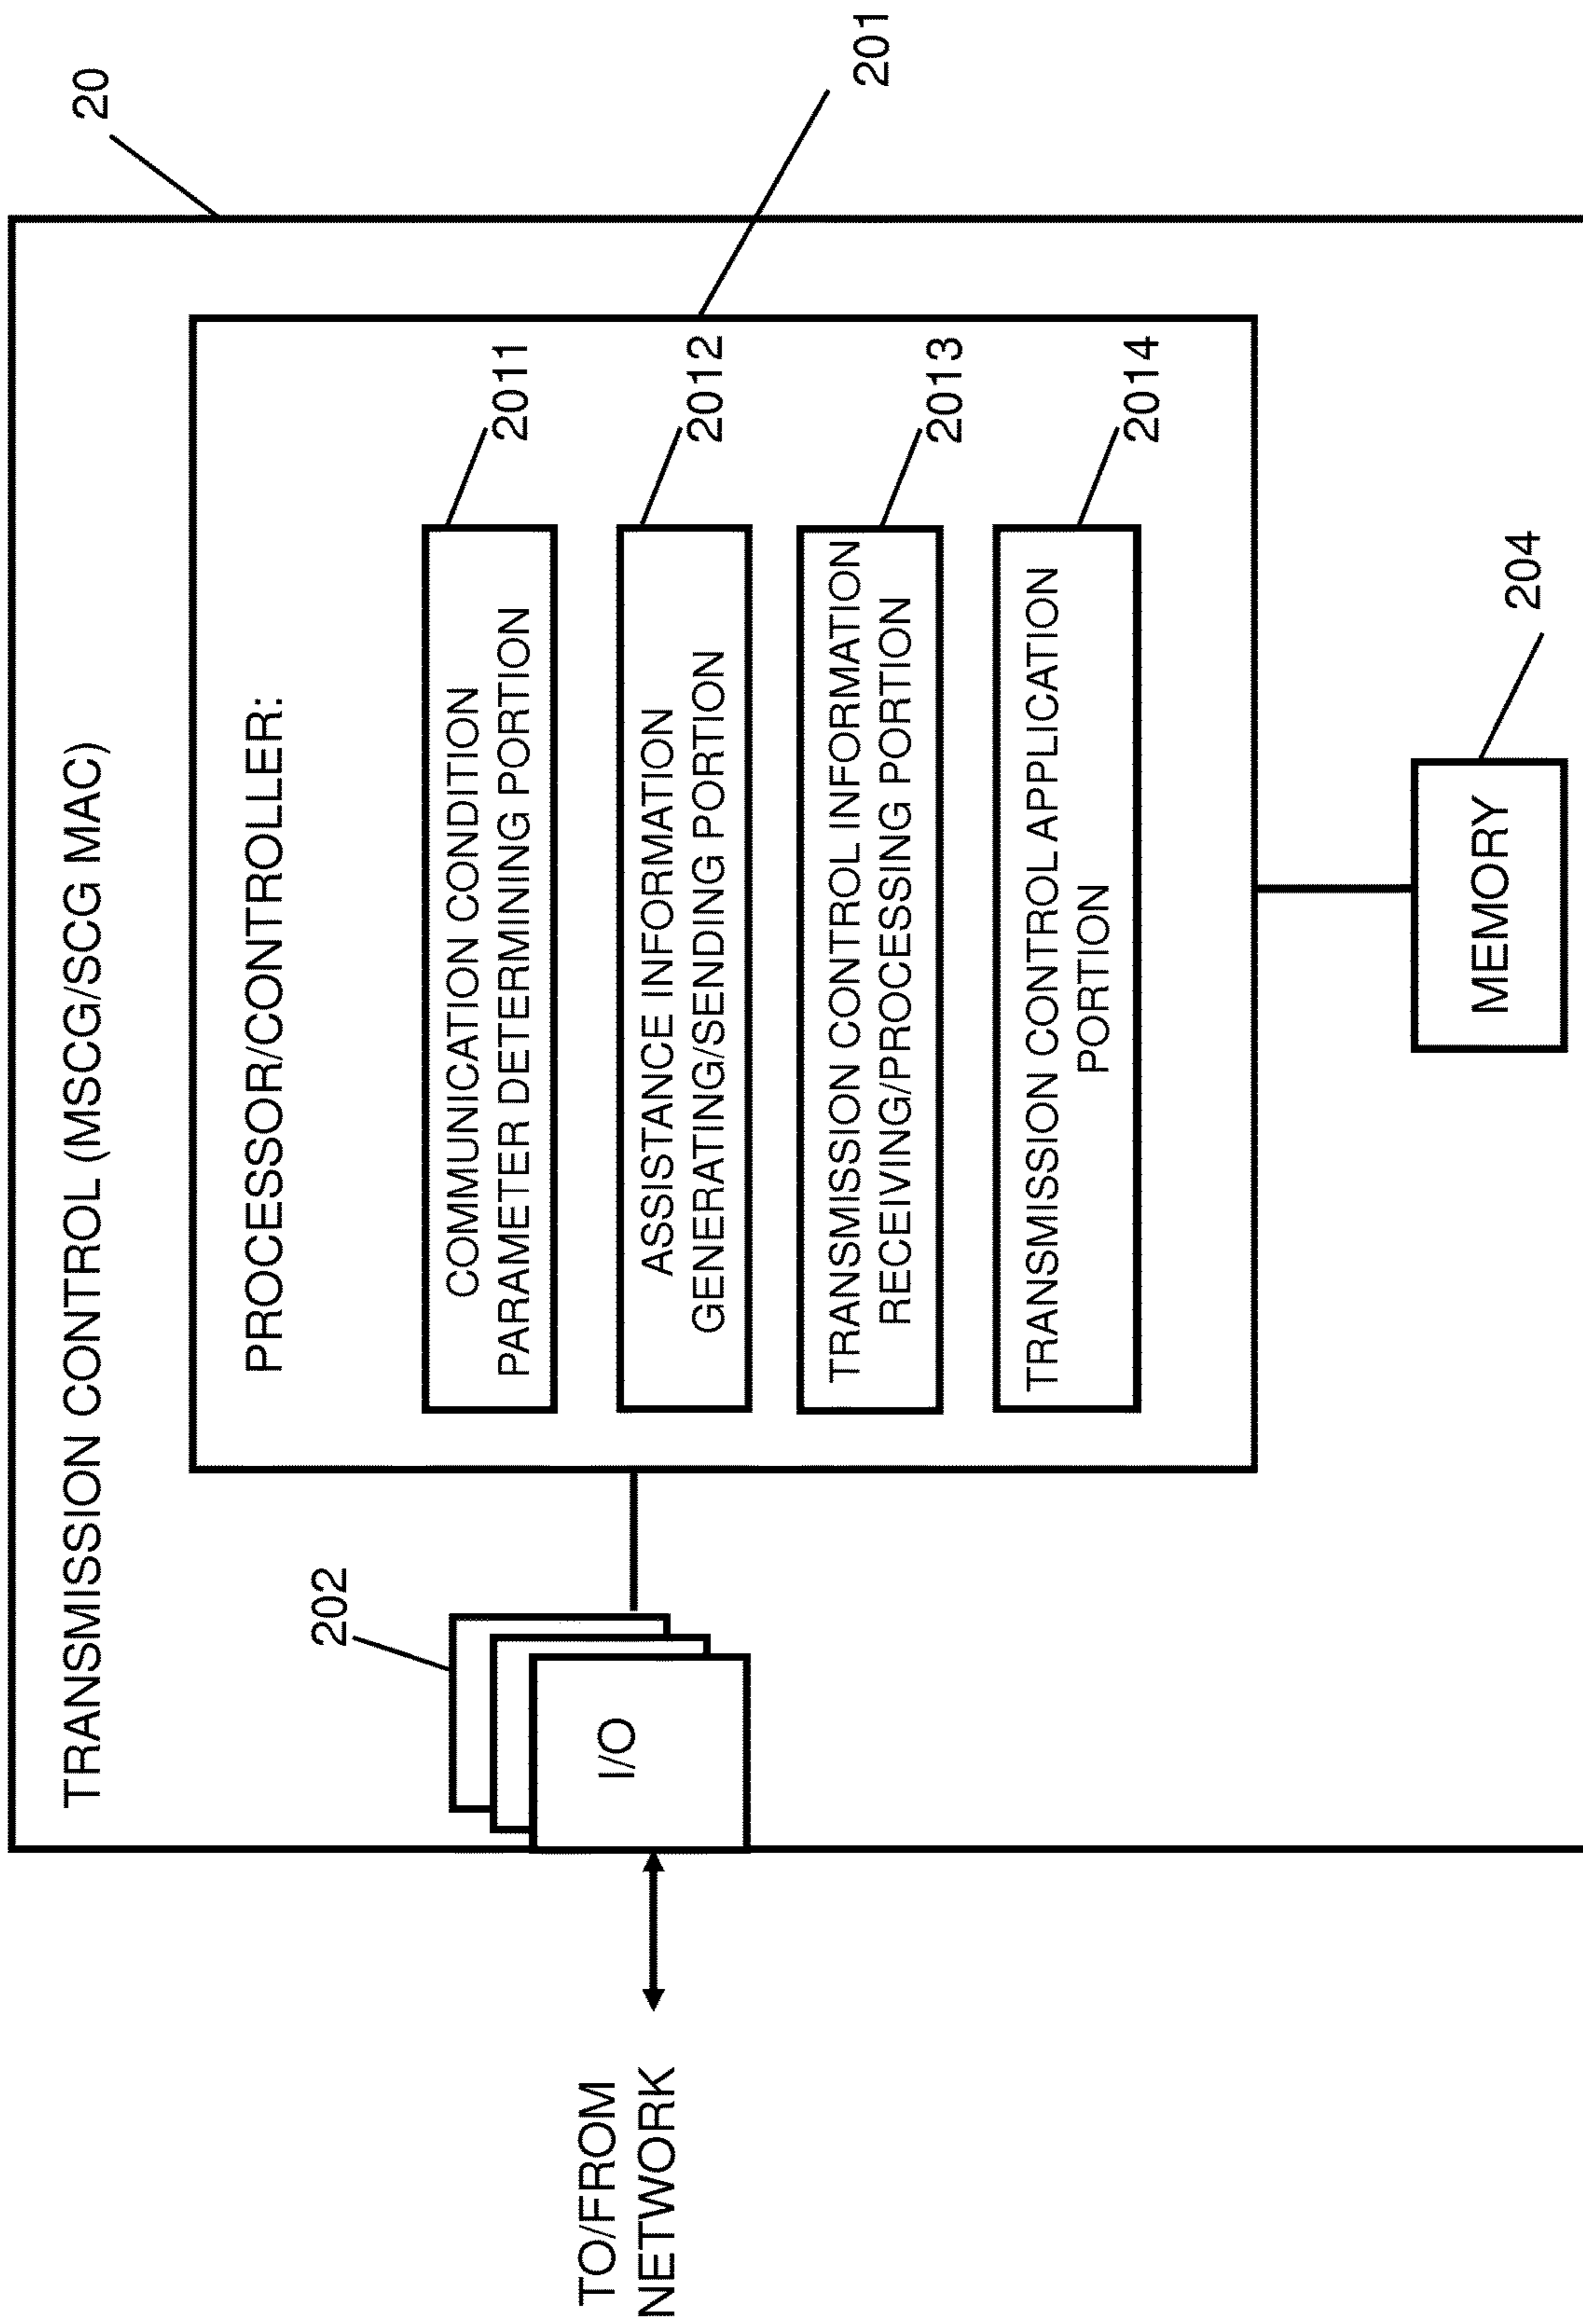 TRANSMISSION CONTROL (MSCG/SCG MAC)
20
PROCESSOR/CONTROLLER:
201
202
I/O
TO/FROM
NETWORK
COMMUNICATION CONDITION
PARAMETER DETERMINING PORTION
2011
ASSISTANCE INFORMATION
GENERATING/SENDING PORTION
2012
TRANSMISSION CONTROL INFORMATION
RECEIVING/PROCESSING PORTION
2013
TRANSMISSION CONTROL APPLICATION
PORTION
2014
MEMORY
204